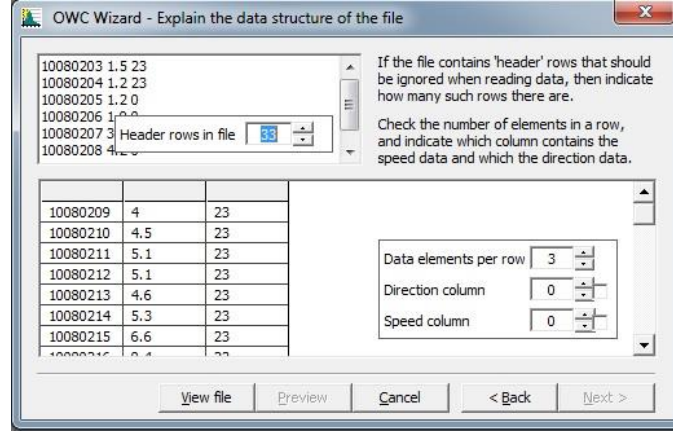 OWC Wizard - Explain the data structure of the file
10080203 1.5 23
10080204 1.2 23
10080205 1.2 0
10080206
10080207 3
10080208
Header rows in file 33
If the file contains 'header' rows that should
be ignored when reading data, then indicate
how many such rows there are.
Check the number of elements in a row,
and indicate which column contains the
speed data and which the direction data.
10080209 4 23
10080210 4.5 23
10080211 5.1 23
10080212 5.1 23
10080213 4.6 23
10080214 5.3 23
10080215 6.6 23
Data elements per row 3
Direction column 0
Speed column 0
View file Preview Cancel < Back Next >